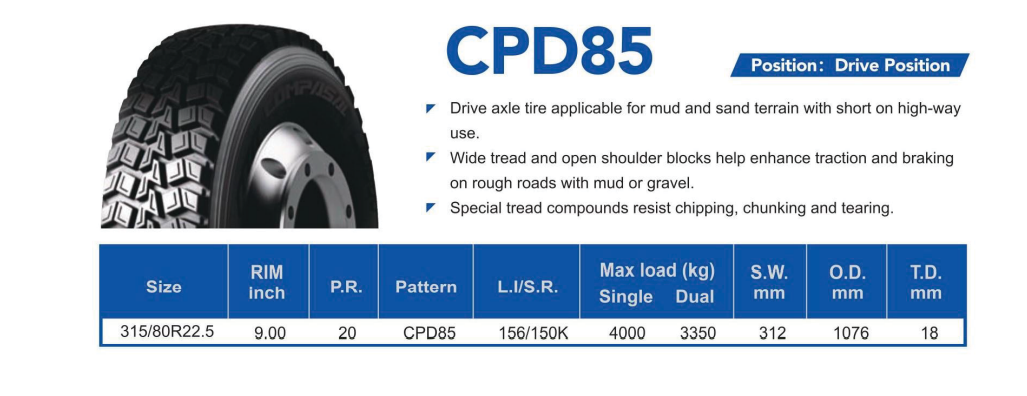 COMPASAL
CPD85
Position: Drive Position
Drive axle tire applicable for mud and sand terrain with short on high-way
use.
Wide tread and open shoulder blocks help enhance traction and braking
on rough roads with mud or gravel.
Special tread compounds resist chipping, chunking and tearing.
Size RIM inch P.R. Pattern L.I/S.R. Max load (kg) Single Dual S.W. mm O.D. mm T.D. mm
315/80R22.5 9.00 20 CPD85 156/150K 4000 3350 312 1076 18